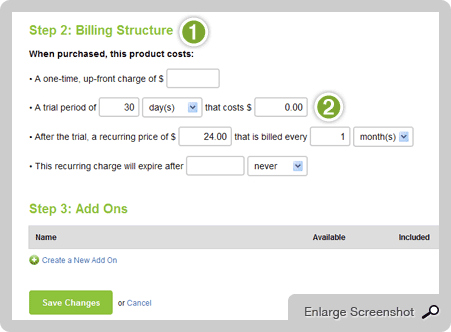 Step 2: Billing Structure 1
When purchased, this product costs:
• A one-time, up-front charge of $
• A trial period of 30 day(s) that costs $ 0.00 2
• After the trial, a recurring price of $ 24.00 that is billed every 1 month(s)
• This recurring charge will expire after never
Step 3: Add Ons
Name Available Included
Create a New Add On
Save Changes or Cancel
Enlarge Screenshot